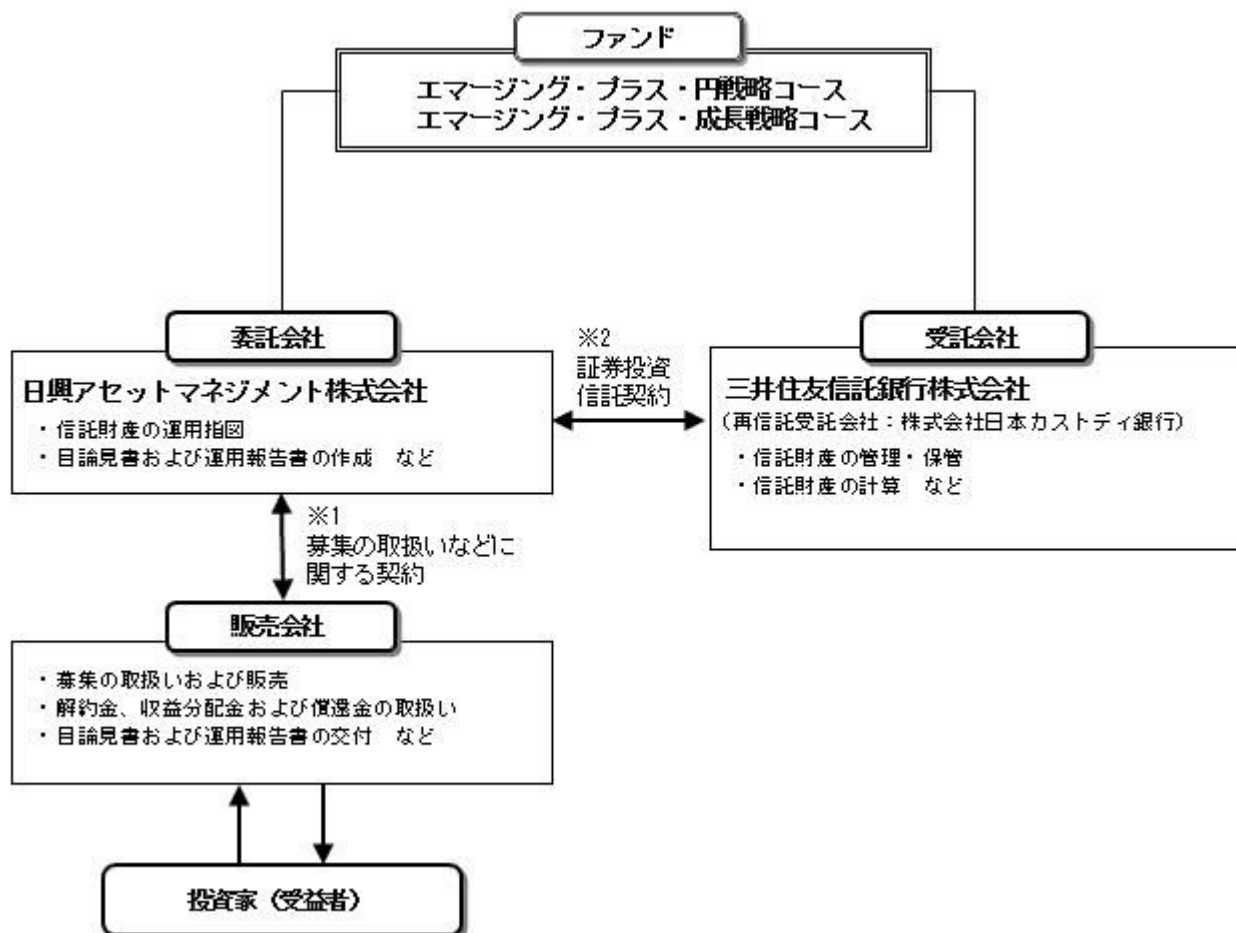 ファンド
エマージング・プラス・円戦略コース
エマージング・プラス・成長戦略コース
委託会社
日興アセットマネジメント株式会社
・信託財産の運用指図
・目論見書および運用報告書の作成　など
※2
証券投資
信託契約
受託会社
三井住友信託銀行株式会社
（再信託受託会社：株式会社日本カストディ銀行）
・信託財産の管理・保管
・信託財産の計算　など
※1
募集の取扱いなどに
関する契約
販売会社
・募集の取扱いおよび販売
・解約金、収益分配金および償還金の取扱い
・目論見書および運用報告書の交付　など
投資家（受益者）